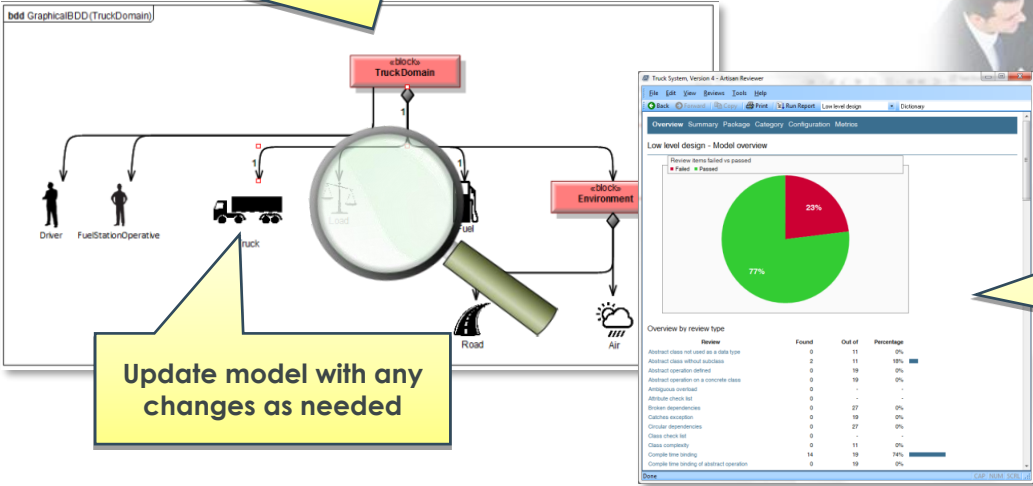 bdd GraphicalBDD(TruckDomain)
«block»
TruckDomain
1
1
1
Driver
FuelStationOperative
Load
Fuel
«block»
Environment
Road
Air
Update model with any
changes as needed
Truck System, Version 4 - Artisan Reviewer
File Edit View Reviews Tools Help
Back Forward Copy Print Run Report Low level design Dictionary
Overview Summary Package Category Configuration Metrics
Low level design - Model overview
Review items failed vs passed
Failed Passed
23%
77%
Overview by review type
Review Found Out of Percentage
Abstract class not used as a data type 0 11 0%
Abstract class without subclass 2 11 18%
Abstract operation defined 0 19 0%
Abstract operation on a concrete class 0 19 0%
Ambiguous overload 0 - -
Attribute check list 0 - -
Broken dependencies 0 27 0%
Catches exception 0 19 0%
Circular dependencies 0 27 0%
Class check list 0 - -
Class complexity 0 11 0%
Compile time binding 14 19 74%
Compile time binding of abstract operation 0 19 0%
Done
CAP NUM SCRL